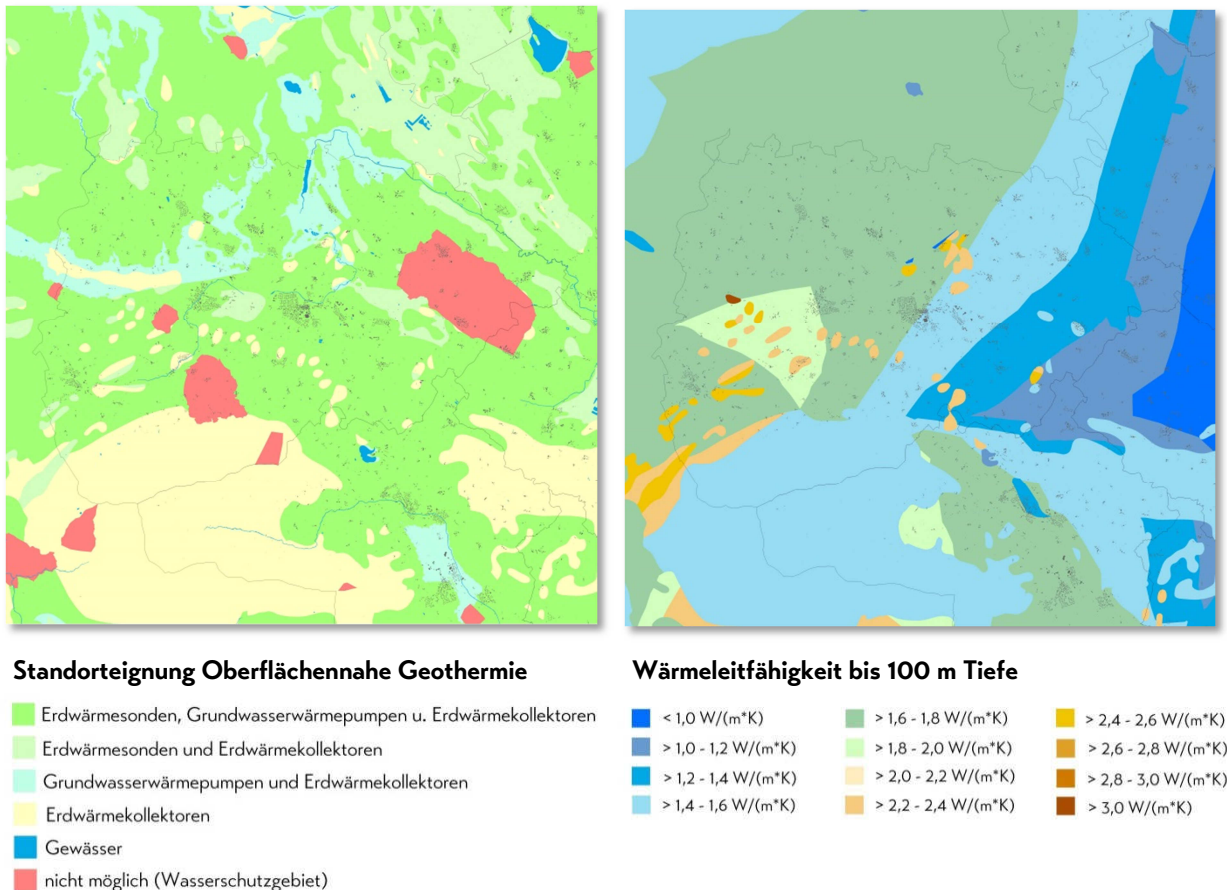 Standorteignung Oberflächennahe Geothermie
Erdwärmesonden, Grundwasserwärmepumpen u. Erdwärmekollektoren
Erdwärmesonden und Erdwärmekollektoren
Grundwasserwärmepumpen und Erdwärmekollektoren
Erdwärmekollektoren
Gewässer
nicht möglich (Wasserschutzgebiet)
Wärmeleitfähigkeit bis 100 m Tiefe
< 1,0 W/(m*K)
> 1,0 - 1,2 W/(m*K)
> 1,2 - 1,4 W/(m*K)
> 1,4 - 1,6 W/(m*K)
> 1,6 - 1,8 W/(m*K)
> 1,8 - 2,0 W/(m*K)
> 2,0 - 2,2 W/(m*K)
> 2,2 - 2,4 W/(m*K)
> 2,4 - 2,6 W/(m*K)
> 2,6 - 2,8 W/(m*K)
> 2,8 - 3,0 W/(m*K)
> 3,0 W/(m*K)